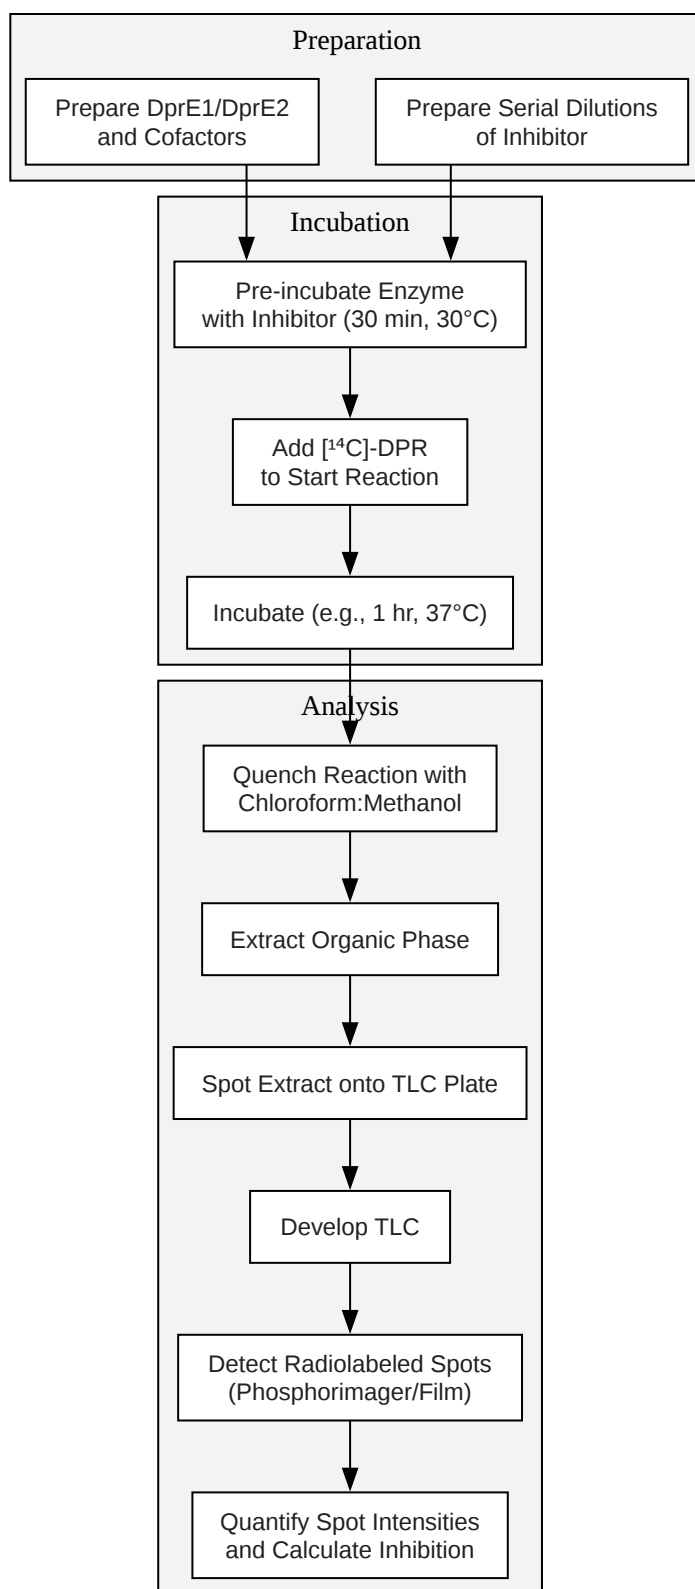 Preparation
Prepare DprE1/DprE2
and Cofactors
Prepare Serial Dilutions
of Inhibitor
Incubation
Pre-incubate Enzyme
with Inhibitor (30 min, 30°C)
Add [¹⁴C]-DPR
to Start Reaction
Incubate (e.g., 1 hr, 37°C)
Analysis
Quench Reaction with
Chloroform:Methanol
Extract Organic Phase
Spot Extract onto TLC Plate
Develop TLC
Detect Radiolabeled Spots
(Phosphorimager/Film)
Quantify Spot Intensities
and Calculate Inhibition